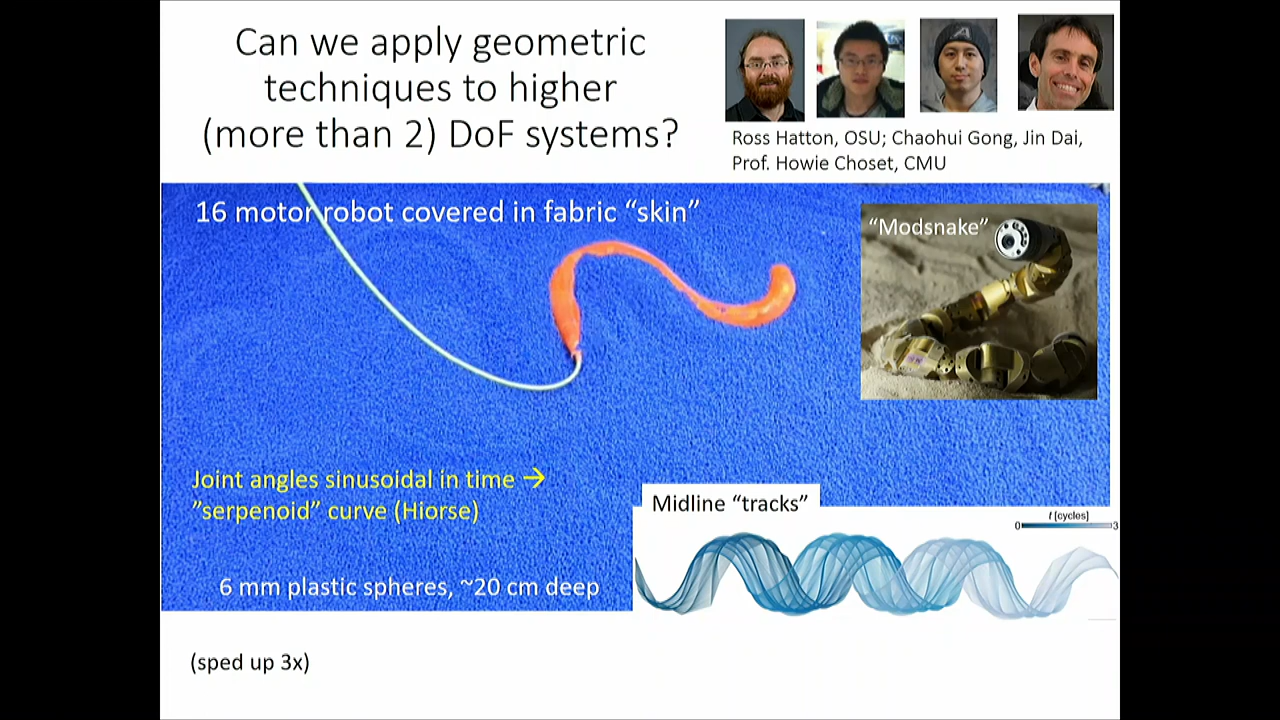 Can we apply geometric
techniques to higher
(more than 2) DoF systems?
Ross Hatton, OSU; Chaohui Gong, Jin Dai,
Prof. Howie Choset, CMU
16 motor robot covered in fabric “skin”
“Modsnake”
Joint angles sinusoidal in time →
”serpenoid” curve (Hiorse)
Midline “tracks”
t [cycles]
0 3
6 mm plastic spheres, ~20 cm deep
(sped up 3x)